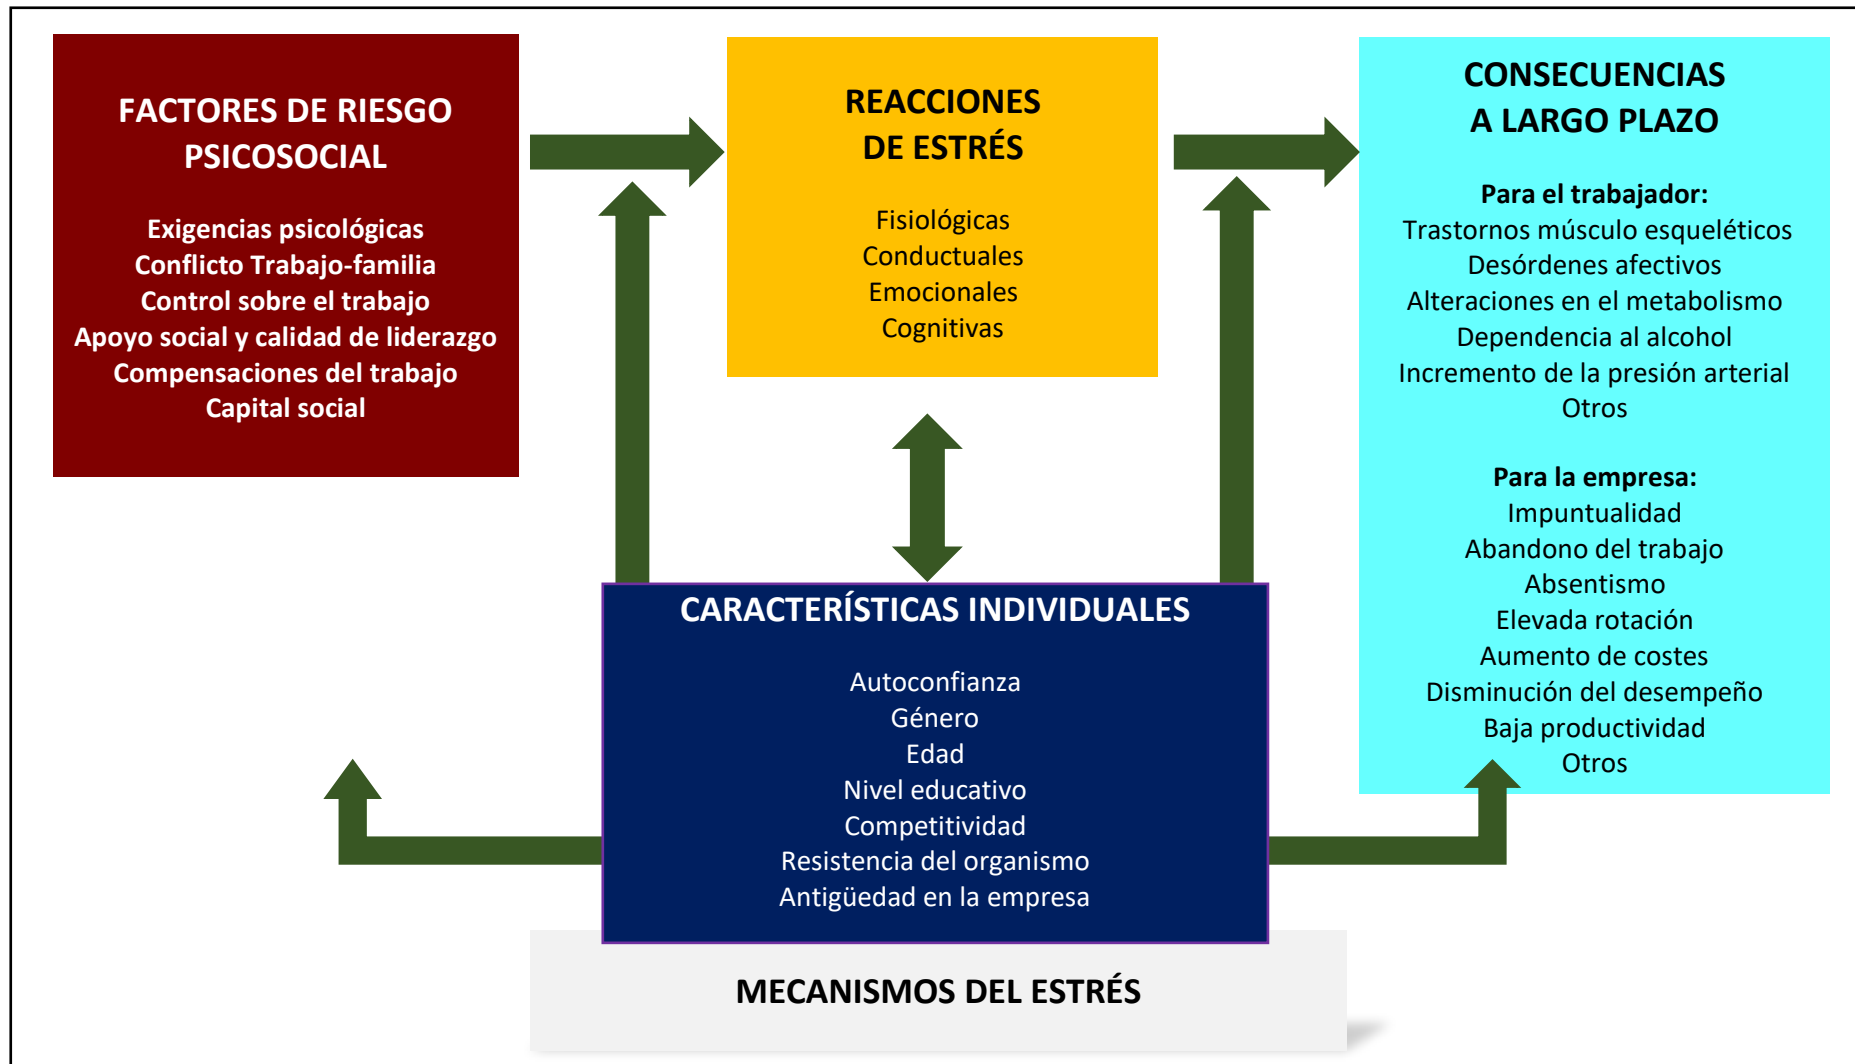 FACTORES DE RIESGO
PSICOSOCIAL
Exigencias psicológicas
Conflicto Trabajo-familia
Control sobre el trabajo
Apoyo social y calidad de liderazgo
Compensaciones del trabajo
Capital social
REACCIONES
DE ESTRÉS
Fisiológicas
Conductuales
Emocionales
Cognitivas
CONSECUENCIAS
A LARGO PLAZO
Para el trabajador:
Trastornos músculo esqueléticos
Desórdenes afectivos
Alteraciones en el metabolismo
Dependencia al alcohol
Incremento de la presión arterial
Otros
Para la empresa:
Impuntualidad
Abandono del trabajo
Absentismo
Elevada rotación
Aumento de costes
Disminución del desempeño
Baja productividad
Otros
CARACTERÍSTICAS INDIVIDUALES
Autoconfianza
Género
Edad
Nivel educativo
Competitividad
Resistencia del organismo
Antigüedad en la empresa
MECANISMOS DEL ESTRÉS